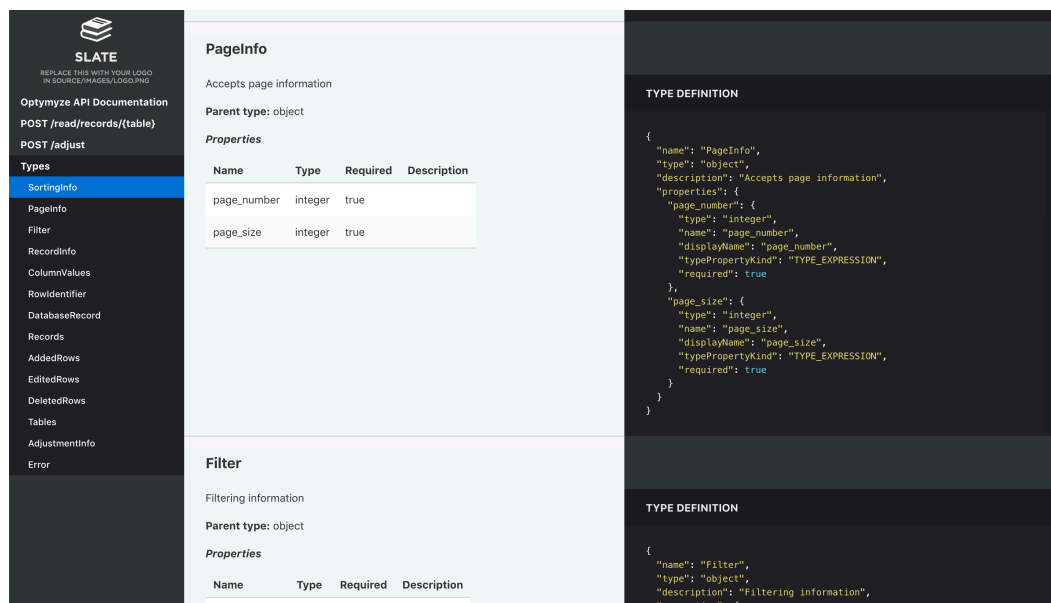 SLATE
REPLACE THIS WITH YOUR LOGO
IN SOURCE/IMAGES/LOGO.PNG
Optymyze API Documentation
POST /read/records/{table}
POST /adjust
Types
SortingInfo
PageInfo
Filter
RecordInfo
ColumnValues
RowIdentifier
DatabaseRecord
Records
AddedRows
EditedRows
DeletedRows
Tables
AdjustmentInfo
Error
PageInfo
Accepts page information
Parent type: object
Properties
Name Type Required Description
page_number integer true
page_size integer true
Filter
Filtering information
Parent type: object
Properties
Name Type Required Description
TYPE DEFINITION
{
  "name": "PageInfo",
  "type": "object",
  "description": "Accepts page information",
  "properties": {
    "page_number": {
      "type": "integer",
      "name": "page_number",
      "displayName": "page_number",
      "typePropertyKind": "TYPE_EXPRESSION",
      "required": true
    },
    "page_size": {
      "type": "integer",
      "name": "page_size",
      "displayName": "page_size",
      "typePropertyKind": "TYPE_EXPRESSION",
      "required": true
    }
  }
}
TYPE DEFINITION
{
  "name": "Filter",
  "type": "object",
  "description": "Filtering information",